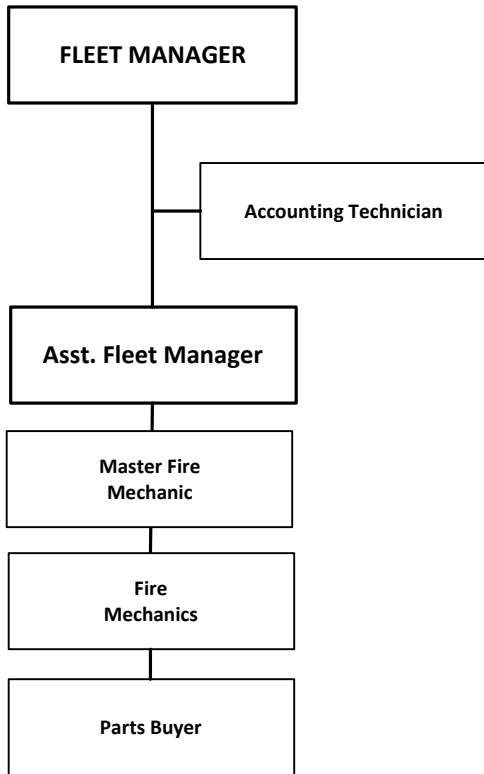 FLEET MANAGER
Accounting Technician
Asst. Fleet Manager
Master Fire
Mechanic
Fire
Mechanics
Parts Buyer